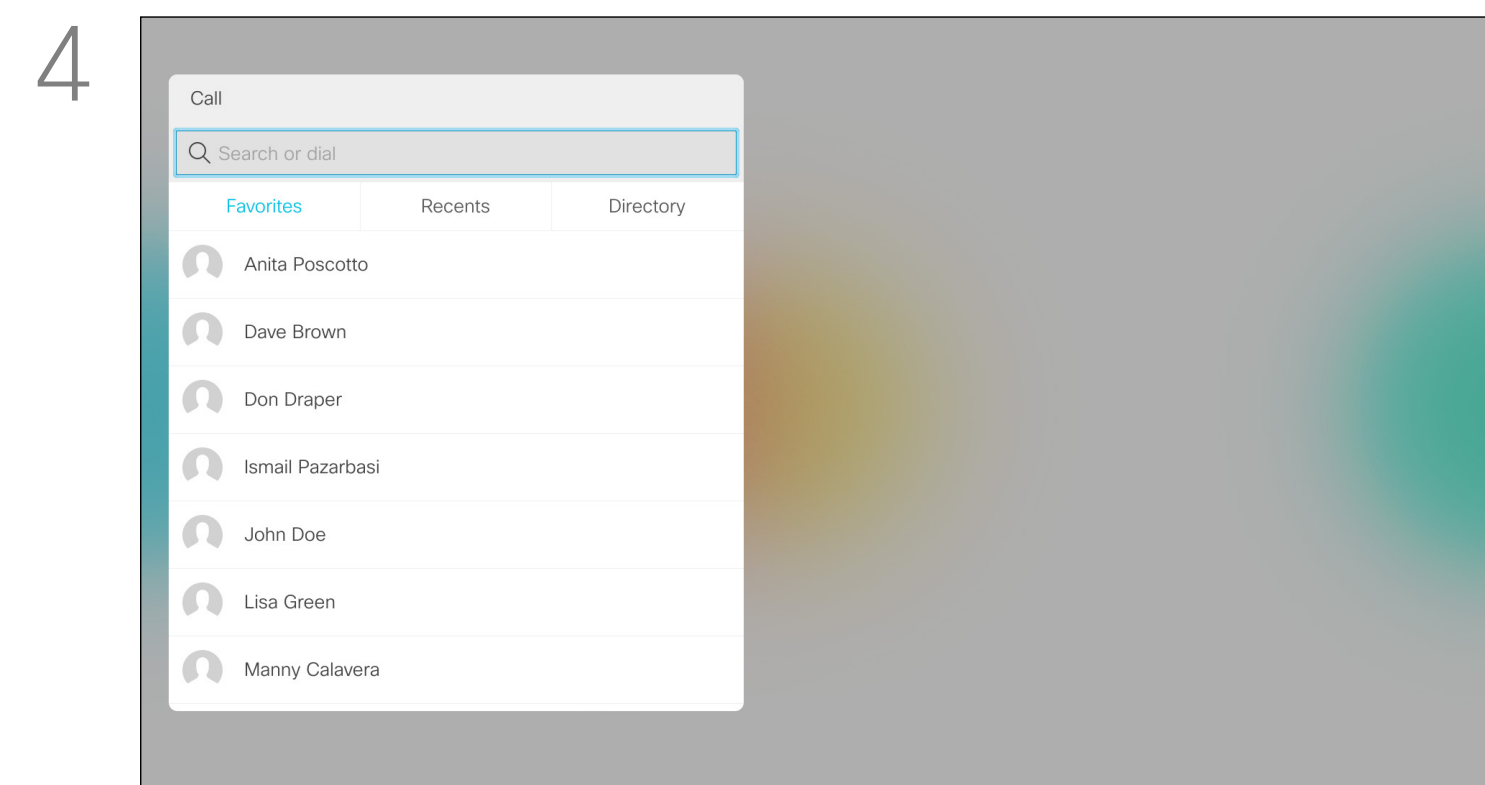 4
Call
Search or dial
Favorites Recents Directory
Anita Poscotto
Dave Brown
Don Draper
Ismail Pazarbasi
John Doe
Lisa Green
Manny Calavera